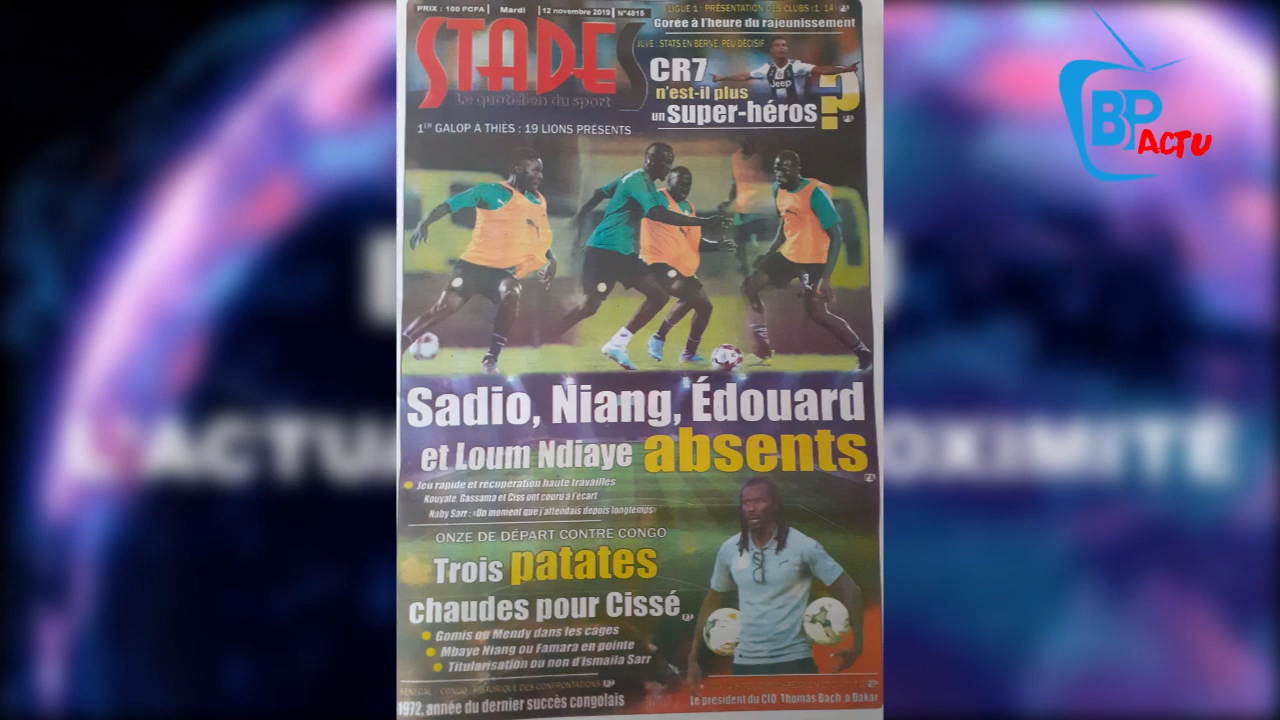 PRIX : 100 FCFA
Mardi
12 novembre 2019
N°4815
STADES
Le quotidien du sport
LIGUE 1 : PRÉSENTATION DES CLUBS (1/14)
Gorée à l'heure du rajeunissement
JUVE : STATS EN BERNE, PEU DÉCISIF
CR7
n'est-il plus
un super-héros ?
Jeep
1ER GALOP À THIÈS : 19 LIONS PRÉSENTS
Sadio, Niang, Édouard
et Loum Ndiaye absents
Jeu rapide et récupération haute travaillés
Kouyaté, Gassama et Ciss ont couru à l'écart
Naby Sarr : «Un moment que j'attendais depuis longtemps»
ONZE DE DÉPART CONTRE CONGO
Trois patates
chaudes pour Cissé
Gomis ou Mendy dans les cages
Mbaye Niang ou Famara en pointe
Titularisation ou non d'Ismaïla Sarr
SÉNÉGAL - CONGO : HISTORIQUE DES CONFRONTATIONS
1972, année du dernier succès congolais
Le président du CIO, Thomas Bach, à Dakar
BP
ACTU
L'ACTUA
OXIMITÉ